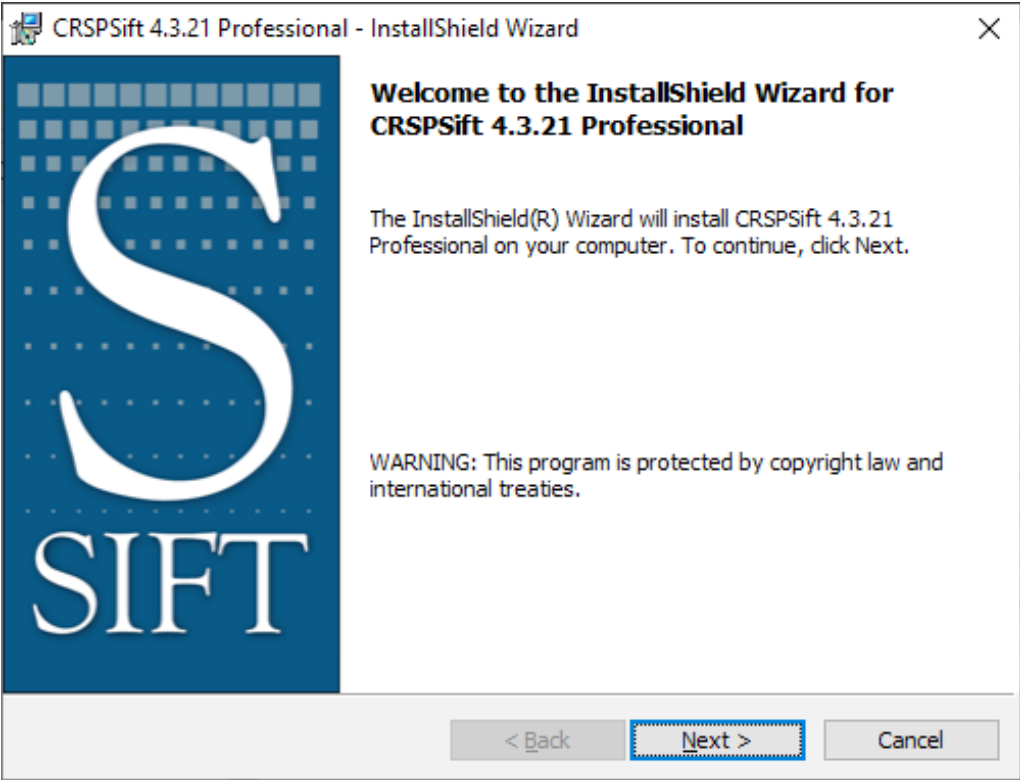 CRSPSift 4.3.21 Professional - InstallShield Wizard
S
SIFT
Welcome to the InstallShield Wizard for
CRSPSift 4.3.21 Professional
The InstallShield(R) Wizard will install CRSPSift 4.3.21
Professional on your computer. To continue, click Next.
WARNING: This program is protected by copyright law and
international treaties.
< Back
Next >
Cancel